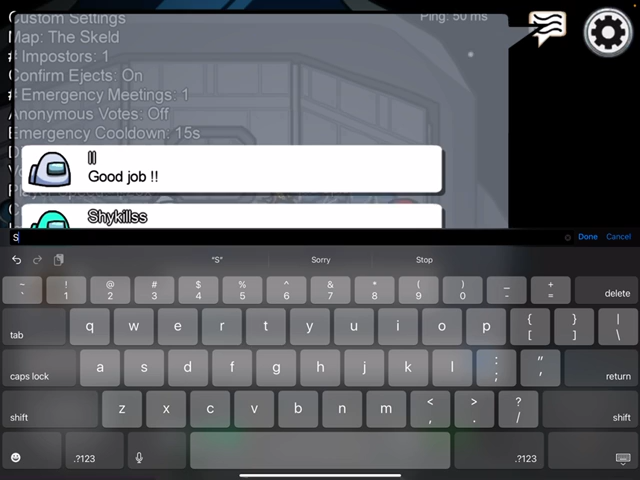 Custom Settings
Ping: 50 ms
Map: The Skeld
# Impostors: 1
Confirm Ejects: On
# Emergency Meetings: 1
Anonymous Votes: Off
Emergency Cooldown: 15s
ll
Good job !!
Shykillss
S
Done Cancel
"S" Sorry Stop
~ ! @ # $ % ^ & * ( ) _ +
` 1 2 3 4 5 6 7 8 9 0 - = delete
tab q w e r t y u i o p { [ } ] | \
caps lock a s d f g h j k l : ; " ' return
shift z x c v b n m < , > . ? / shift
.?123 .?123